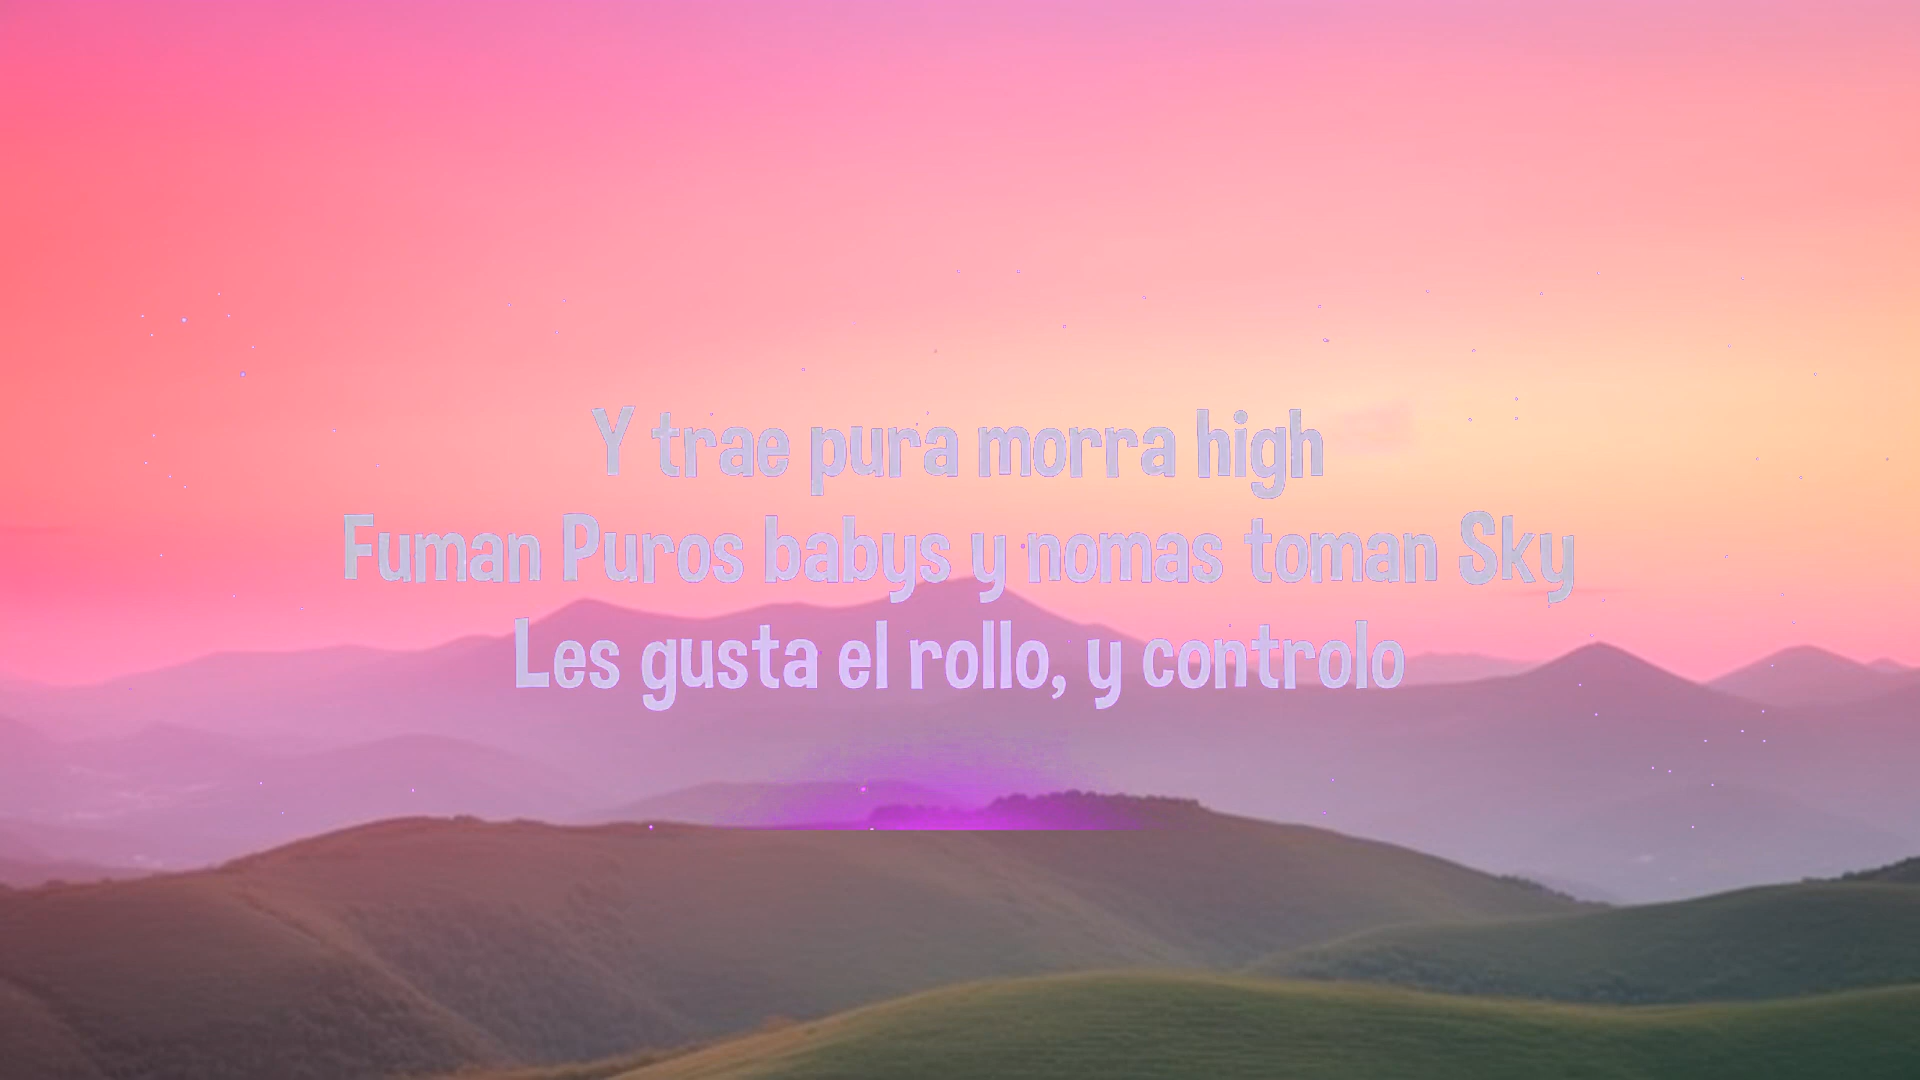 Y trae pura morra high
Fuman Puros babys y nomas toman Sky
Les gusta el rollo, y controlo